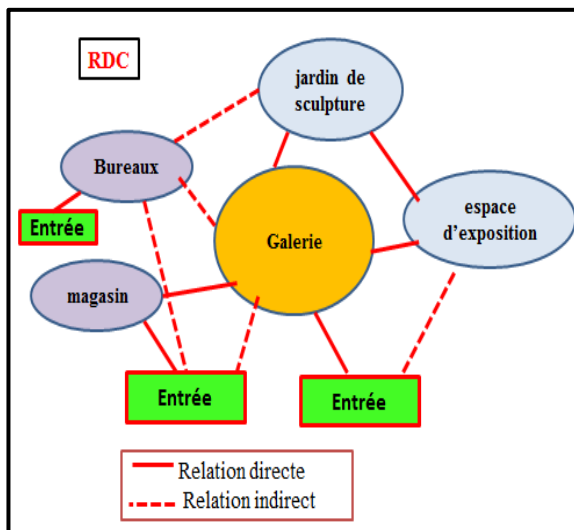 RDC
jardin de
sculpture
Bureaux
Entrée
espace
d'exposition
Galerie
magasin
Entrée
Entrée
Relation directe
Relation indirect